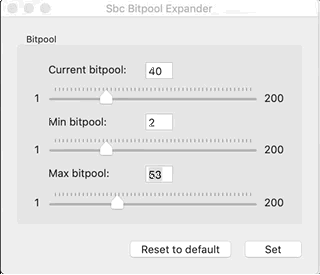 Sbc Bitpool Expander
Bitpool
Current bitpool: 40
1 200
Min bitpool: 2
1 200
Max bitpool: 53
1 200
Reset to default Set